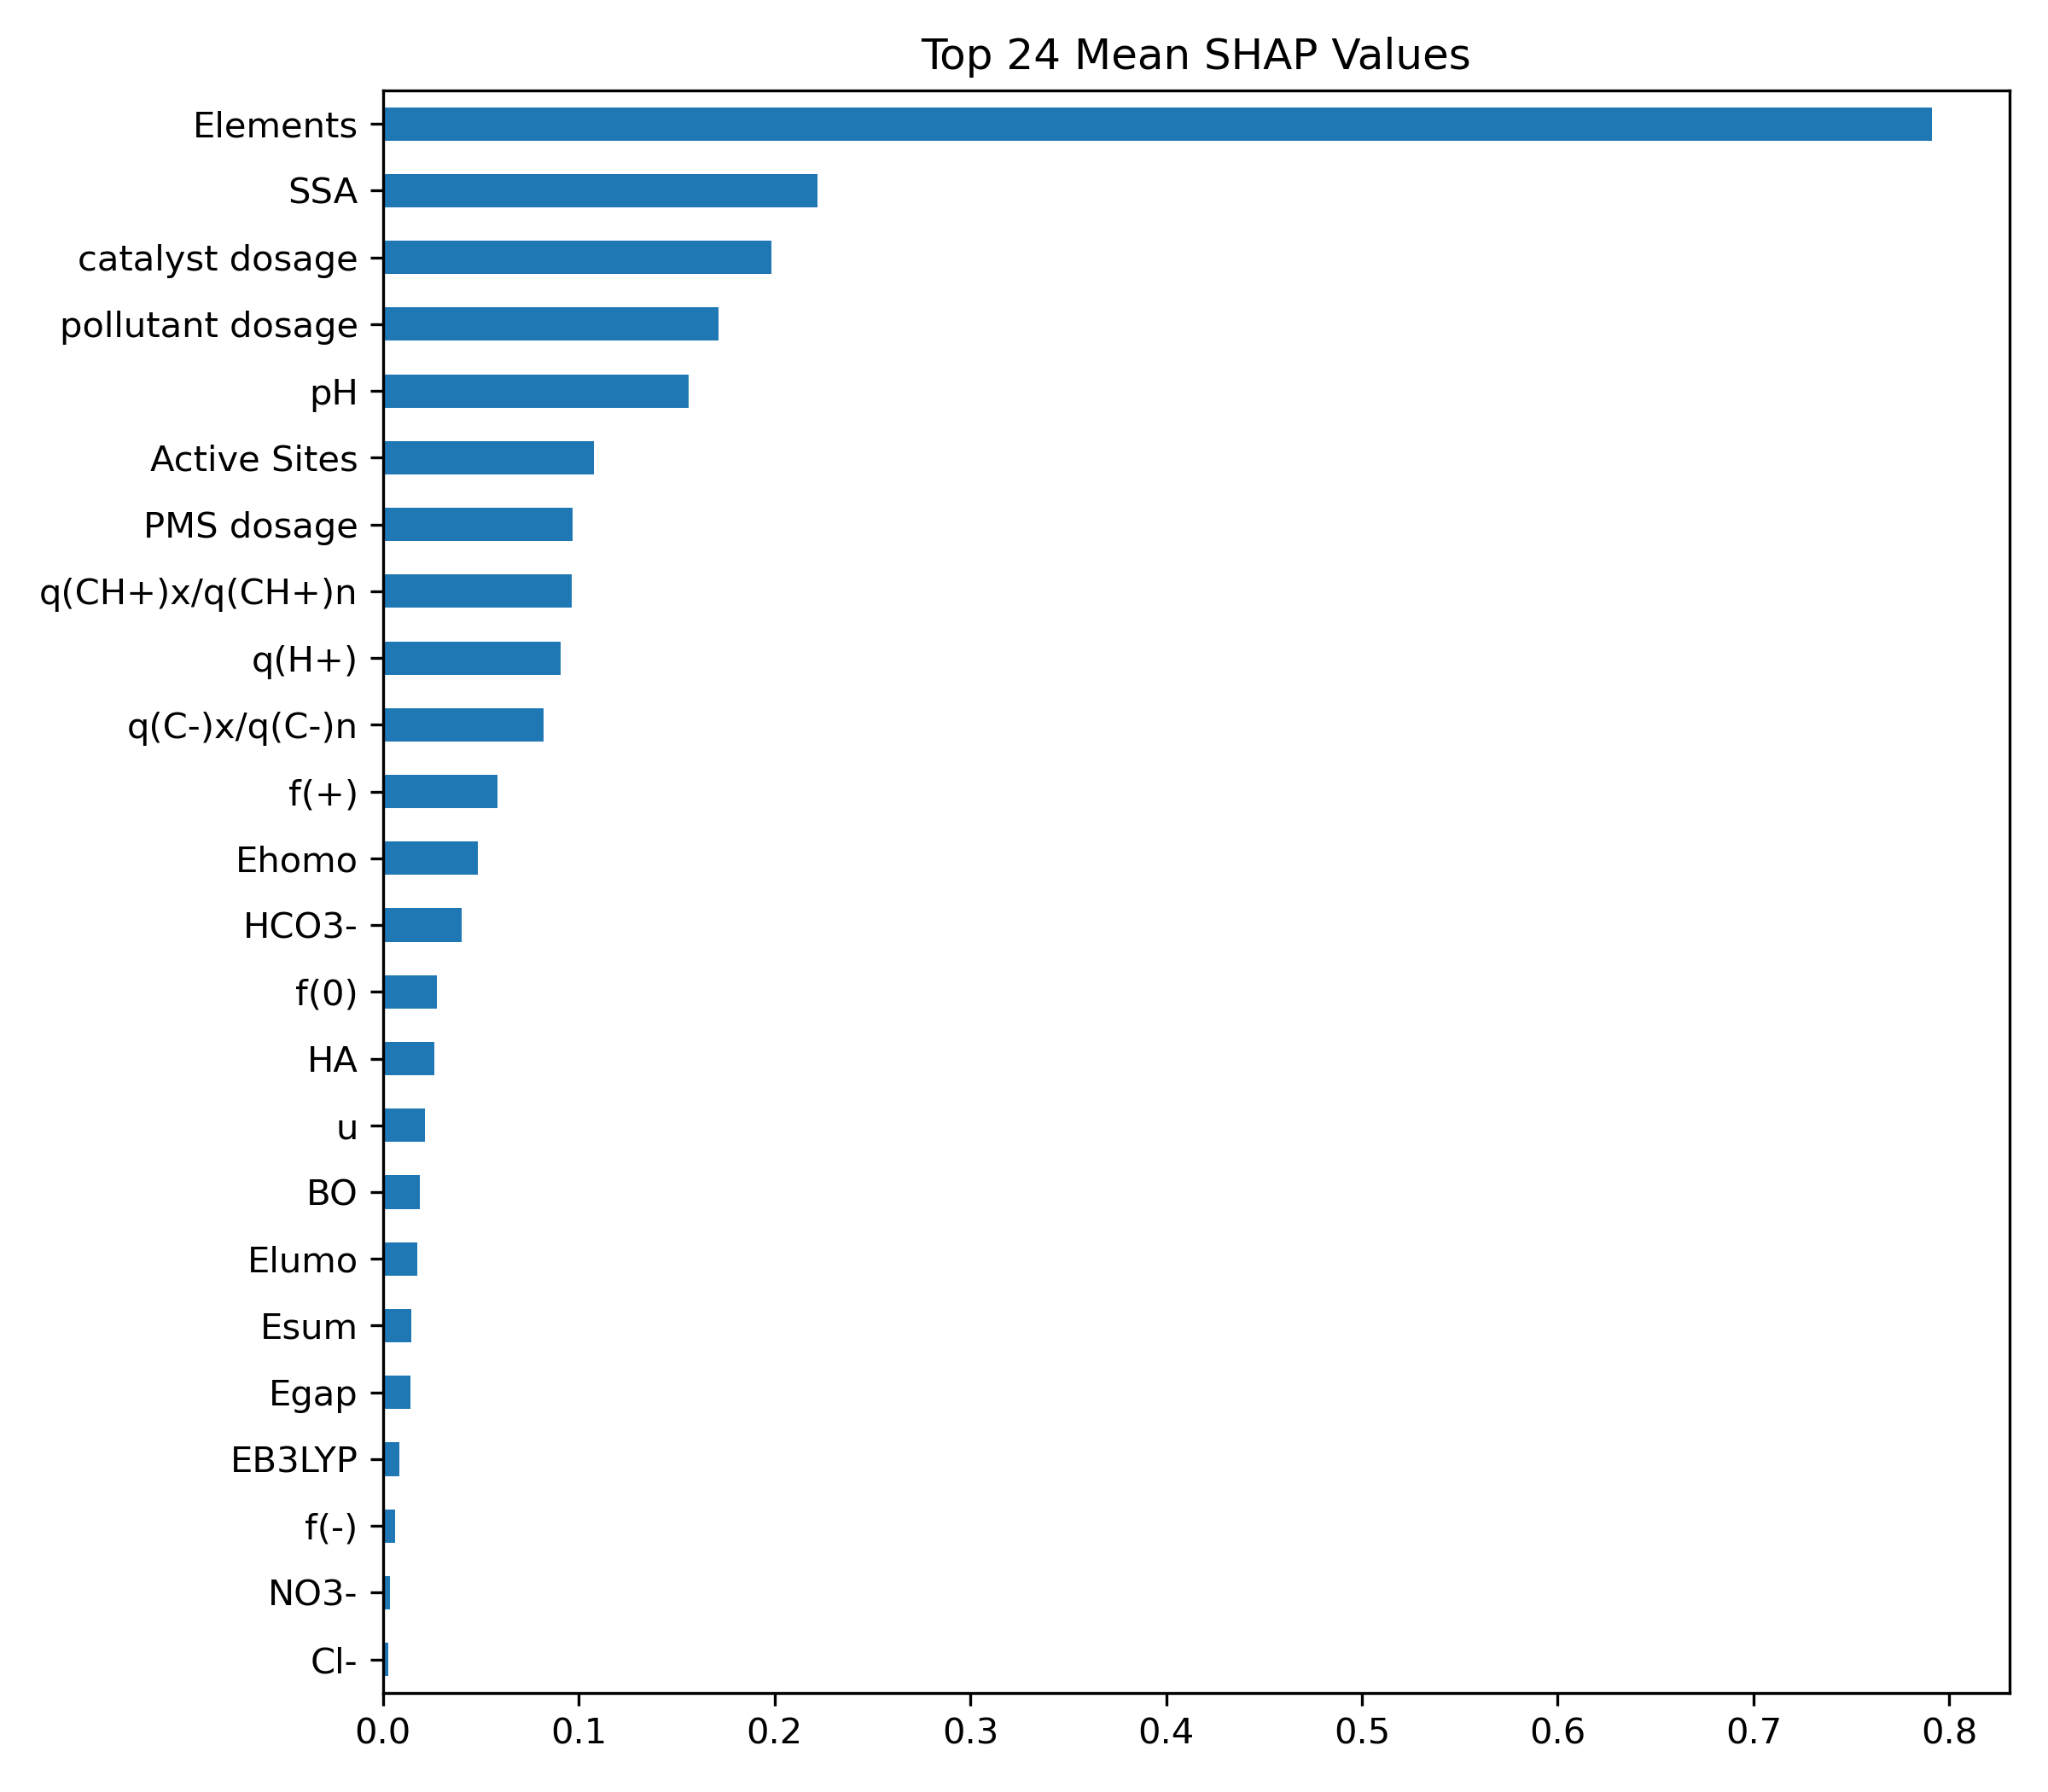 Top 24 Mean SHAP Values
Elements
SSA
catalyst dosage
pollutant dosage
pH
Active Sites
PMS dosage
q(CH+)x/q(CH+)n
q(H+)
q(C-)x/q(C-)n
f(+)
Ehomo
HCO3-
f(0)
HA
u
BO
Elumo
Esum
Egap
EB3LYP
f(-)
NO3-
Cl-
0.0 0.1 0.2 0.3 0.4 0.5 0.6 0.7 0.8